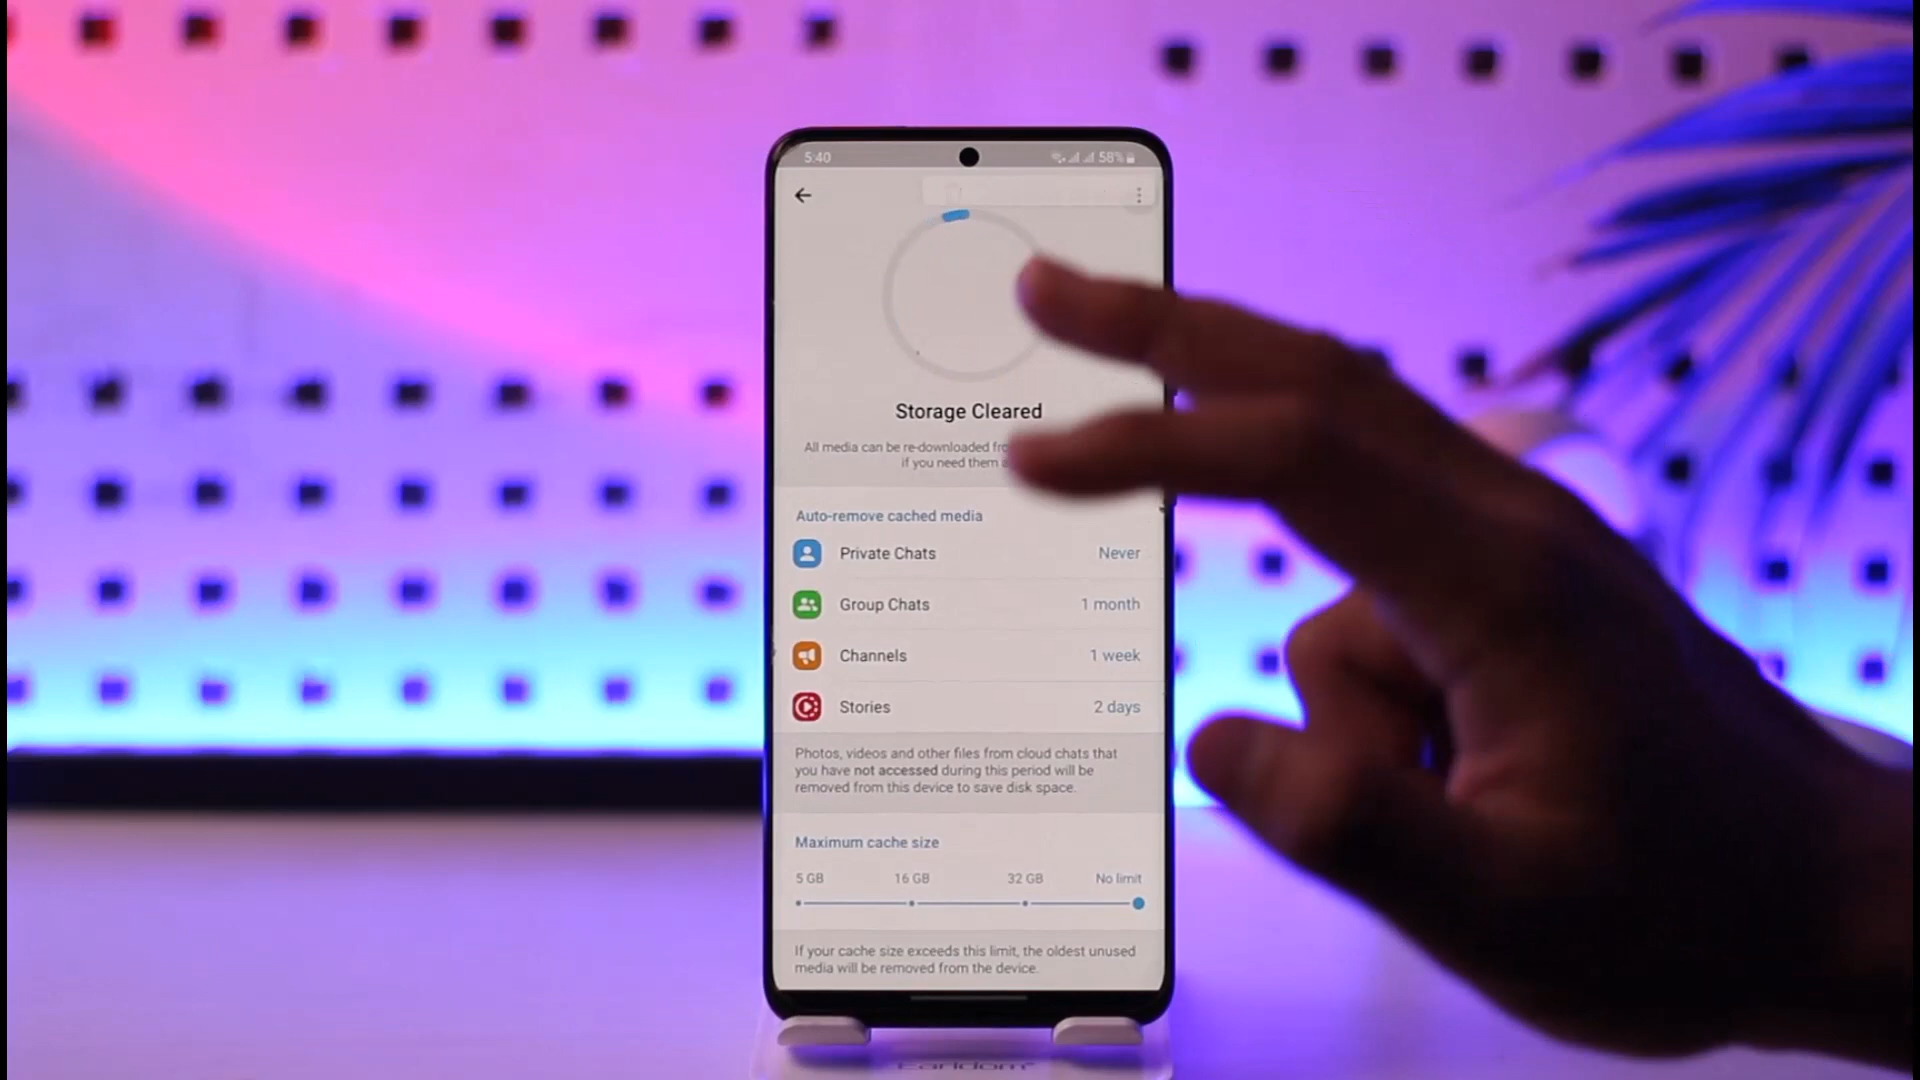 5:40
58%
Storage Cleared
All media can be re-downloaded
if you need them
Auto-remove cached media
Private Chats Never
Group Chats 1 month
Channels 1 week
Stories 2 days
Photos, videos and other files from cloud chats that
you have not accessed during this period will be
removed from this device to save disk space.
Maximum cache size
5 GB 16 GB 32 GB No limit
If your cache size exceeds this limit, the oldest unused
media will be removed from the device.